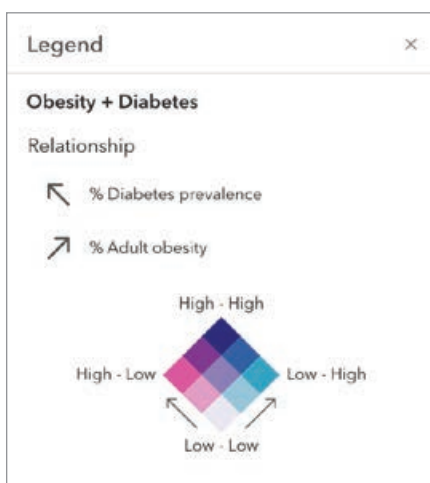 Legend
Obesity + Diabetes
Relationship
% Diabetes prevalence
% Adult obesity
High - High
High - Low
Low - High
Low - Low